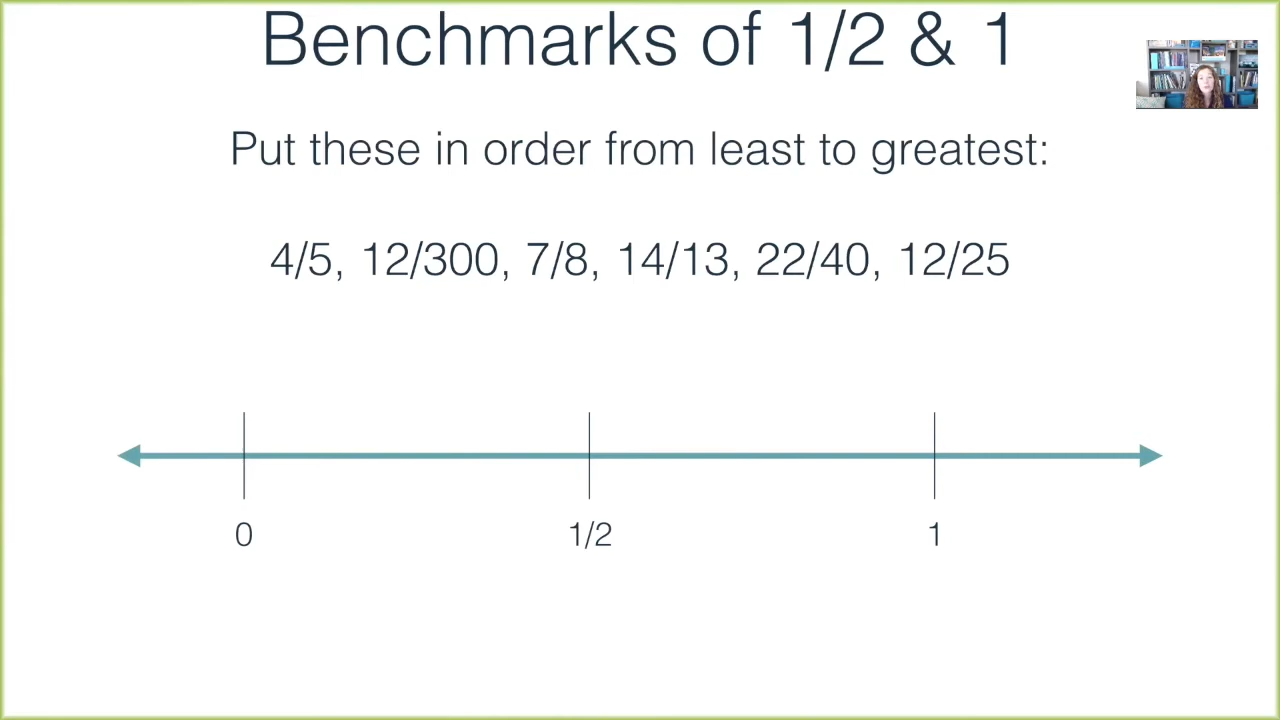 Benchmarks of 1/2 & 1
Put these in order from least to greatest:
4/5, 12/300, 7/8, 14/13, 22/40, 12/25
0 1/2 1